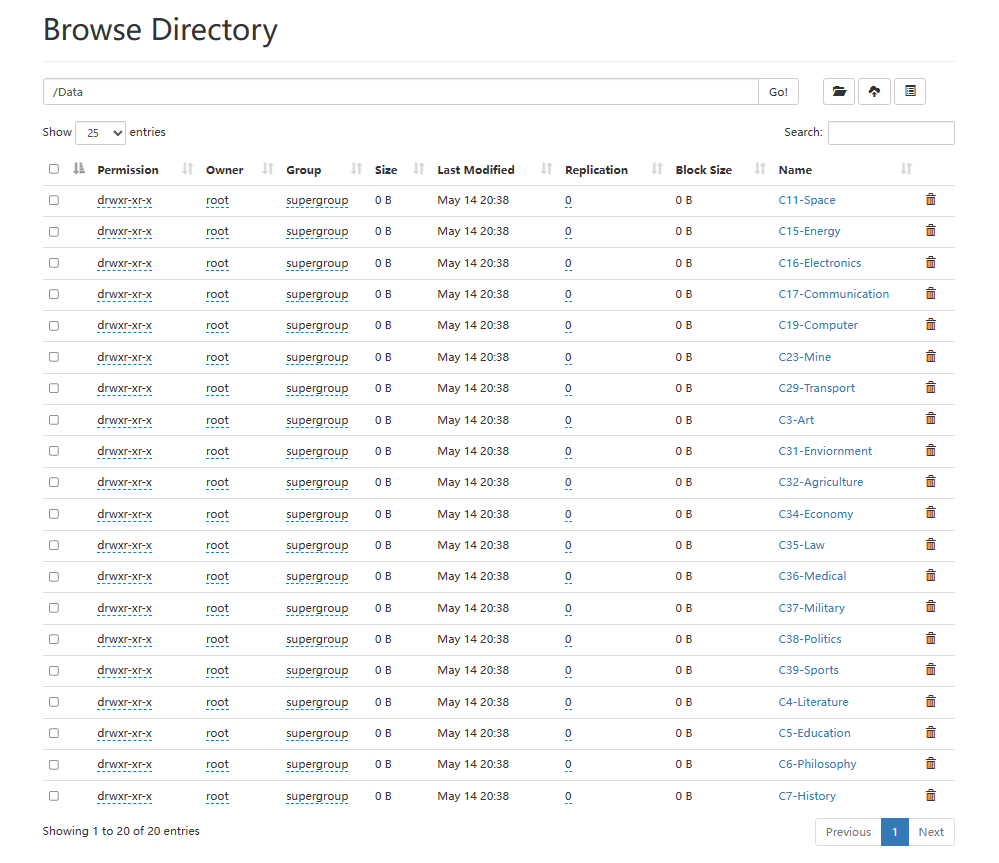 Browse Directory
/Data Go!
Show 25 entries Search:
Permission Owner Group Size Last Modified Replication Block Size Name
drwxr-xr-x root supergroup 0 B May 14 20:38 0 0 B C11-Space
drwxr-xr-x root supergroup 0 B May 14 20:38 0 0 B C15-Energy
drwxr-xr-x root supergroup 0 B May 14 20:38 0 0 B C16-Electronics
drwxr-xr-x root supergroup 0 B May 14 20:38 0 0 B C17-Communication
drwxr-xr-x root supergroup 0 B May 14 20:38 0 0 B C19-Computer
drwxr-xr-x root supergroup 0 B May 14 20:38 0 0 B C23-Mine
drwxr-xr-x root supergroup 0 B May 14 20:38 0 0 B C29-Transport
drwxr-xr-x root supergroup 0 B May 14 20:38 0 0 B C3-Art
drwxr-xr-x root supergroup 0 B May 14 20:38 0 0 B C31-Enviornment
drwxr-xr-x root supergroup 0 B May 14 20:38 0 0 B C32-Agriculture
drwxr-xr-x root supergroup 0 B May 14 20:38 0 0 B C34-Economy
drwxr-xr-x root supergroup 0 B May 14 20:38 0 0 B C35-Law
drwxr-xr-x root supergroup 0 B May 14 20:38 0 0 B C36-Medical
drwxr-xr-x root supergroup 0 B May 14 20:38 0 0 B C37-Military
drwxr-xr-x root supergroup 0 B May 14 20:38 0 0 B C38-Politics
drwxr-xr-x root supergroup 0 B May 14 20:38 0 0 B C39-Sports
drwxr-xr-x root supergroup 0 B May 14 20:38 0 0 B C4-Literature
drwxr-xr-x root supergroup 0 B May 14 20:38 0 0 B C5-Education
drwxr-xr-x root supergroup 0 B May 14 20:38 0 0 B C6-Philosophy
drwxr-xr-x root supergroup 0 B May 14 20:38 0 0 B C7-History
Showing 1 to 20 of 20 entries Previous 1 Next